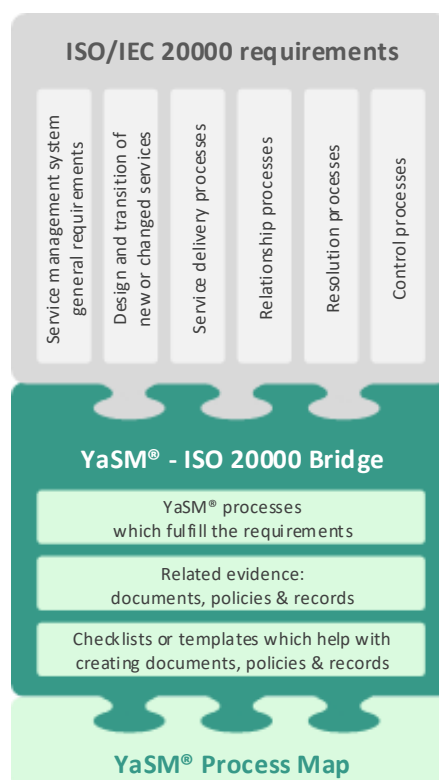 ISO/IEC 20000 requirements
Service management system
general requirements
Design and transition of
new or changed services
Service delivery processes
Relationship processes
Resolution processes
Control processes
YaSM® - ISO 20000 Bridge
YaSM® processes
which fulfill the requirements
Related evidence:
documents, policies & records
Checklists or templates which help with
creating documents, policies & records
YaSM® Process Map